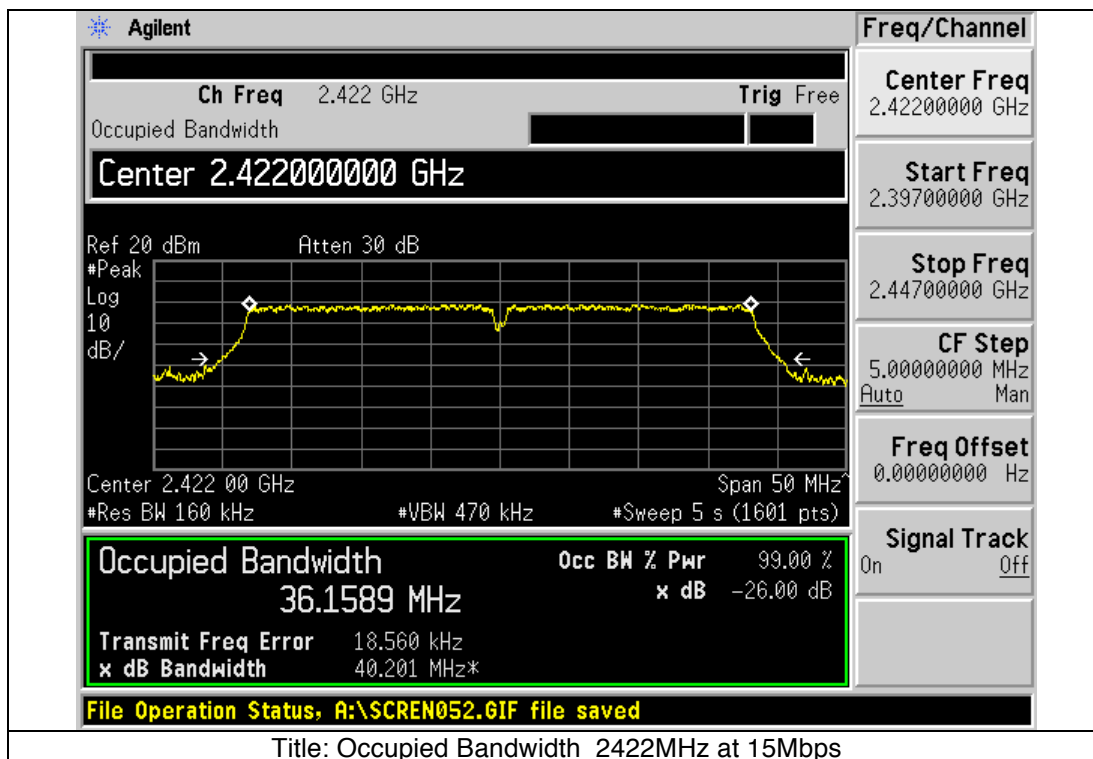 Agilent
Freq/Channel
Ch Freq 2.422 GHz Trig Free
Occupied Bandwidth
Center 2.422000000 GHz
Ref 20 dBm Atten 30 dB
#Peak
Log
10
dB/
Center 2.422 00 GHz Span 50 MHz^
#Res BW 160 kHz #VBW 470 kHz #Sweep 5 s (1601 pts)
Occupied Bandwidth Occ BW % Pwr 99.00 %
36.1589 MHz x dB -26.00 dB
Transmit Freq Error 18.560 kHz
x dB Bandwidth 40.201 MHz*
File Operation Status, A:\SCREN052.GIF file saved
Center Freq
2.42200000 GHz
Start Freq
2.39700000 GHz
Stop Freq
2.44700000 GHz
CF Step
5.00000000 MHz
Auto Man
Freq Offset
0.00000000 Hz
Signal Track
On Off
Title: Occupied Bandwidth 2422MHz at 15Mbps